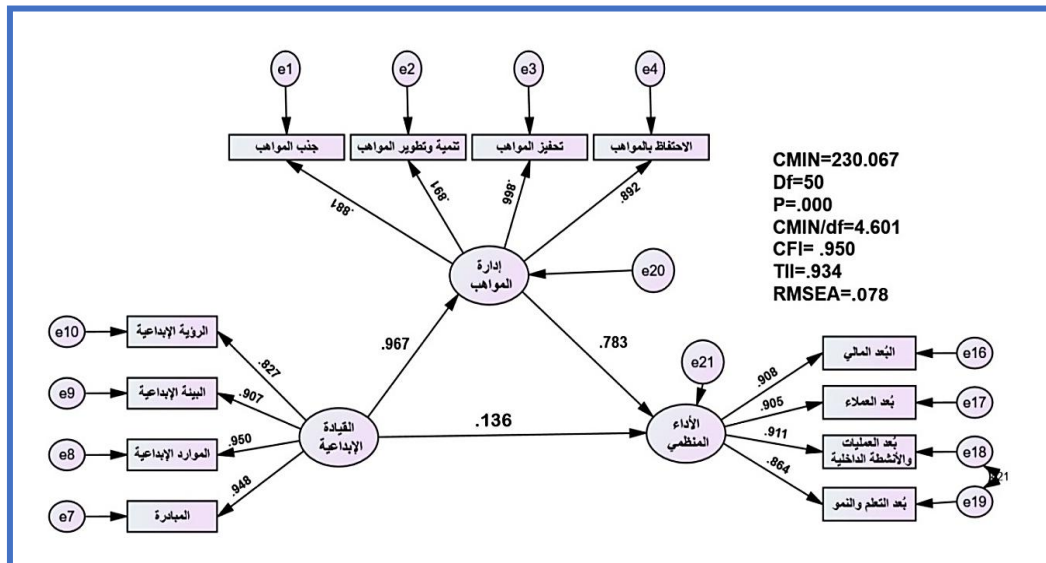 e1
e2
e3
e4
جذب المواهب
تنمية وتطوير المواهب
تحفيز المواهب
الاحتفاظ بالمواهب
.881
.891
.866
.892
CMIN=230.067
Df=50
P=.000
CMIN/df=4.601
CFI= .950
TII=.934
RMSEA=.078
إدارة
المواهب
e20
e10
الرؤية الإبداعية
.827
.967
.783
e21
البُعد المالي
e16
.908
e9
البيئة الإبداعية
.907
القيادة
الإبداعية
.136
الأداء
المنظمي
.905
بُعد العملاء
e17
e8
الموارد الإبداعية
.950
.911
بُعد العمليات
والأنشطة الداخلية
e18
e7
المبادرة
.948
.864
بُعد التعلم والنمو
e19